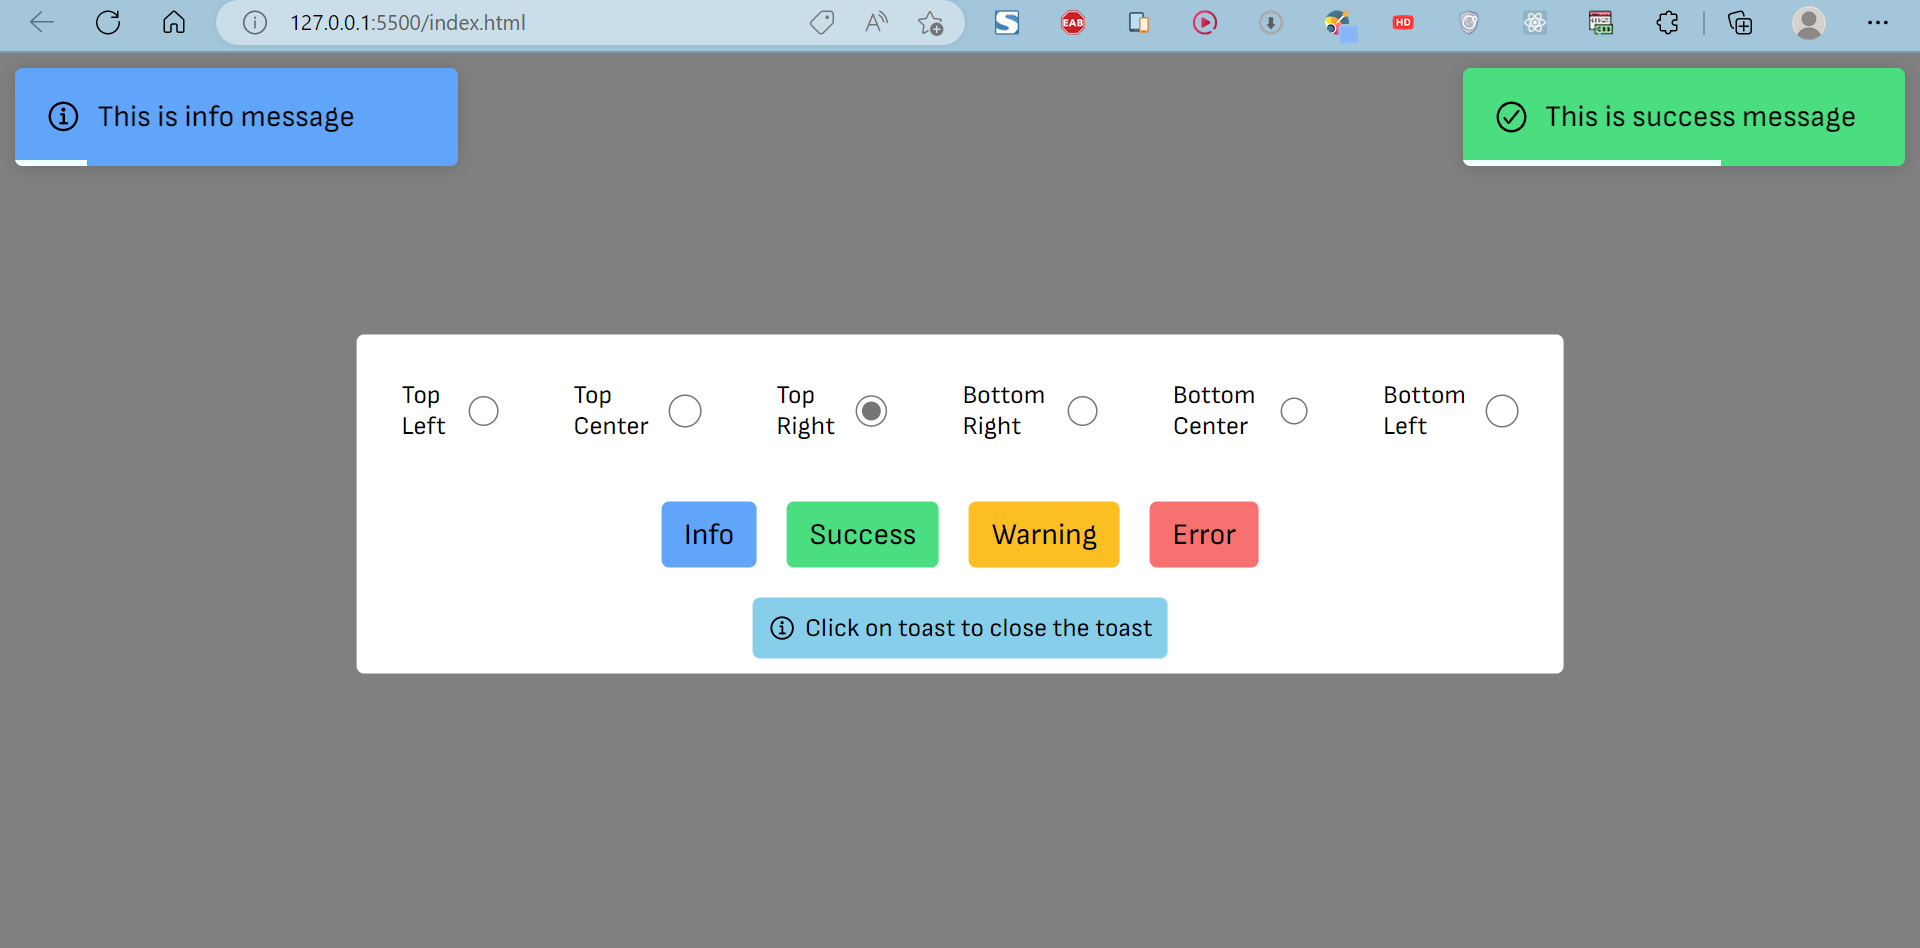 127.0.0.1:5500/index.html
EAB
HD
This is info message
This is success message
Top Left
Top Center
Top Right
Bottom Right
Bottom Center
Bottom Left
Info
Success
Warning
Error
Click on toast to close the toast